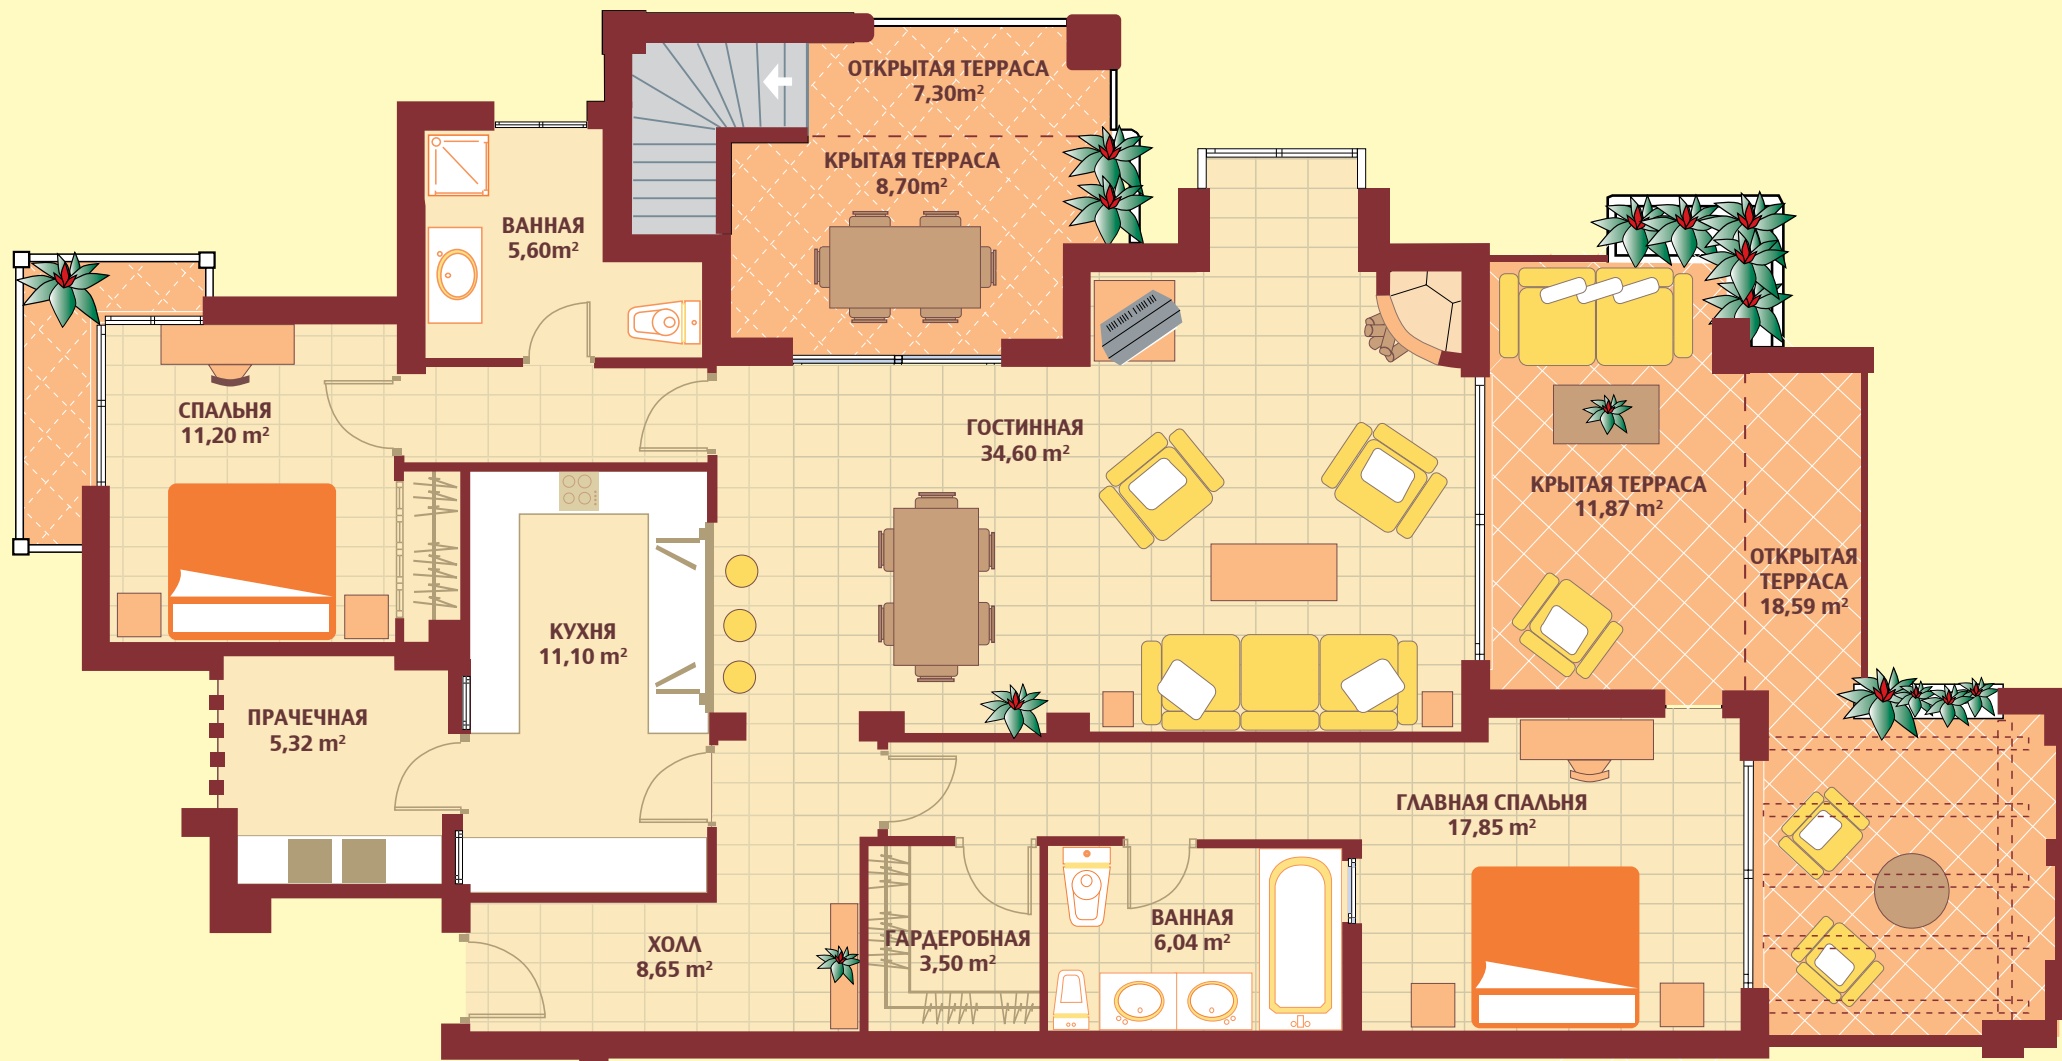 ОТКРЫТАЯ ТЕРРАСА
7,30m²
КРЫТАЯ ТЕРРАСА
8,70m²
ВАННАЯ
5,60m²
СПАЛЬНЯ
11,20 m²
ГОСТИННАЯ
34,60 m²
КРЫТАЯ ТЕРРАСА
11,87 m²
ОТКРЫТАЯ
ТЕРРАСА
18,59 m²
КУХНЯ
11,10 m²
ПРАЧЕЧНАЯ
5,32 m²
ГЛАВНАЯ СПАЛЬНЯ
17,85 m²
ХОЛЛ
8,65 m²
ГАРДЕРОБНАЯ
3,50 m²
ВАННАЯ
6,04 m²